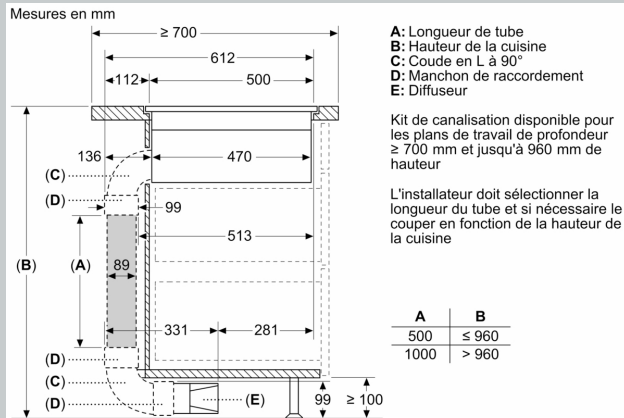 Mesures en mm
≥ 700
612
112
500
136
470
(C)
(D)
99
513
(B)
(A)
89
331
281
(D)
(C)
(D)
(E)
99
≥ 100
A: Longueur de tube
B: Hauteur de la cuisine
C: Coude en L à 90°
D: Manchon de raccordement
E: Diffuseur
Kit de canalisation disponible pour
les plans de travail de profondeur
≥ 700 mm et jusqu'à 960 mm de
hauteur
L'installateur doit sélectionner la
longueur du tube et si nécessaire le
couper en fonction de la hauteur de
la cuisine
A B
500 ≤ 960
1000 > 960